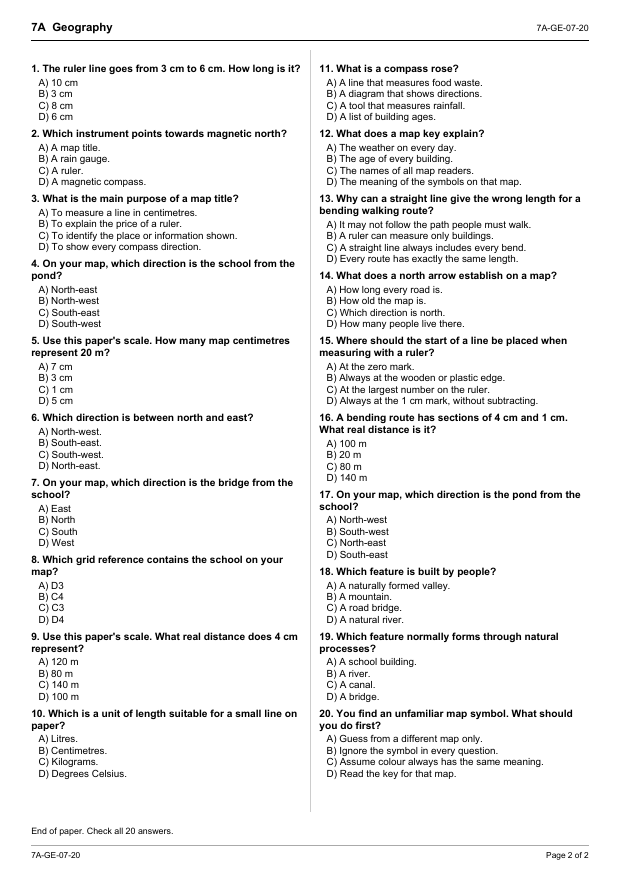 7A Geography
7A-GE-07-20
1. The ruler line goes from 3 cm to 6 cm. How long is it?
A) 10 cm
B) 3 cm
C) 8 cm
D) 6 cm
2. Which instrument points towards magnetic north?
A) A map title.
B) A rain gauge.
C) A ruler.
D) A magnetic compass.
3. What is the main purpose of a map title?
A) To measure a line in centimetres.
B) To explain the price of a ruler.
C) To identify the place or information shown.
D) To show every compass direction.
4. On your map, which direction is the school from the
pond?
A) North-east
B) North-west
C) South-east
D) South-west
5. Use this paper's scale. How many map centimetres
represent 20 m?
A) 7 cm
B) 3 cm
C) 1 cm
D) 5 cm
6. Which direction is between north and east?
A) North-west.
B) South-east.
C) South-west.
D) North-east.
7. On your map, which direction is the bridge from the
school?
A) East
B) North
C) South
D) West
8. Which grid reference contains the school on your
map?
A) D3
B) C4
C) C3
D) D4
9. Use this paper's scale. What real distance does 4 cm
represent?
A) 120 m
B) 80 m
C) 140 m
D) 100 m
10. Which is a unit of length suitable for a small line on
paper?
A) Litres.
B) Centimetres.
C) Kilograms.
D) Degrees Celsius.
11. What is a compass rose?
A) A line that measures food waste.
B) A diagram that shows directions.
C) A tool that measures rainfall.
D) A list of building ages.
12. What does a map key explain?
A) The weather on every day.
B) The age of every building.
C) The names of all map readers.
D) The meaning of the symbols on that map.
13. Why can a straight line give the wrong length for a
bending walking route?
A) It may not follow the path people must walk.
B) A ruler can measure only buildings.
C) A straight line always includes every bend.
D) Every route has exactly the same length.
14. What does a north arrow establish on a map?
A) How long every road is.
B) How old the map is.
C) Which direction is north.
D) How many people live there.
15. Where should the start of a line be placed when
measuring with a ruler?
A) At the zero mark.
B) Always at the wooden or plastic edge.
C) At the largest number on the ruler.
D) Always at the 1 cm mark, without subtracting.
16. A bending route has sections of 4 cm and 1 cm.
What real distance is it?
A) 100 m
B) 20 m
C) 80 m
D) 140 m
17. On your map, which direction is the pond from the
school?
A) North-west
B) South-west
C) North-east
D) South-east
18. Which feature is built by people?
A) A naturally formed valley.
B) A mountain.
C) A road bridge.
D) A natural river.
19. Which feature normally forms through natural
processes?
A) A school building.
B) A river.
C) A canal.
D) A bridge.
20. You find an unfamiliar map symbol. What should
you do first?
A) Guess from a different map only.
B) Ignore the symbol in every question.
C) Assume colour always has the same meaning.
D) Read the key for that map.
End of paper. Check all 20 answers.
7A-GE-07-20
Page 2 of 2